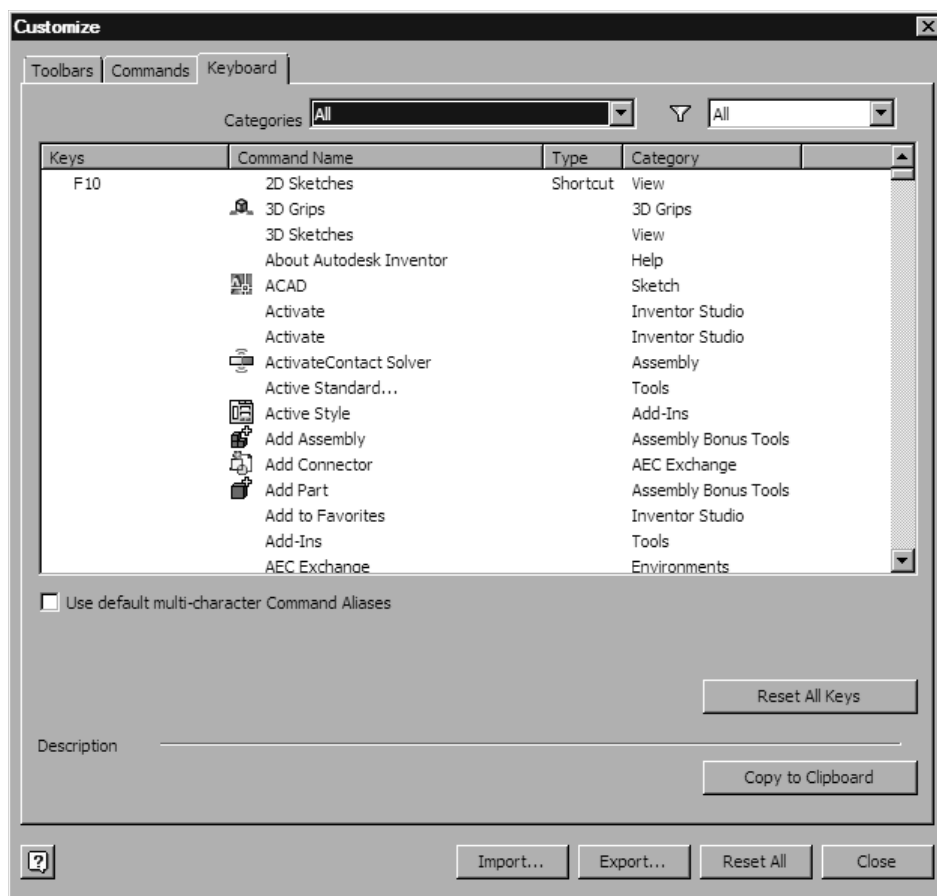 Customize
Toolbars Commands Keyboard
Categories All All
Keys Command Name Type Category
F10 2D Sketches Shortcut View
3D Grips 3D Grips
3D Sketches View
About Autodesk Inventor Help
ACAD Sketch
Activate Inventor Studio
Activate Inventor Studio
ActivateContact Solver Assembly
Active Standard... Tools
Active Style Add-Ins
Add Assembly Assembly Bonus Tools
Add Connector AEC Exchange
Add Part Assembly Bonus Tools
Add to Favorites Inventor Studio
Add-Ins Tools
AEC Exchange Environments
Use default multi-character Command Aliases
Reset All Keys
Description
Copy to Clipboard
Import... Export... Reset All Close